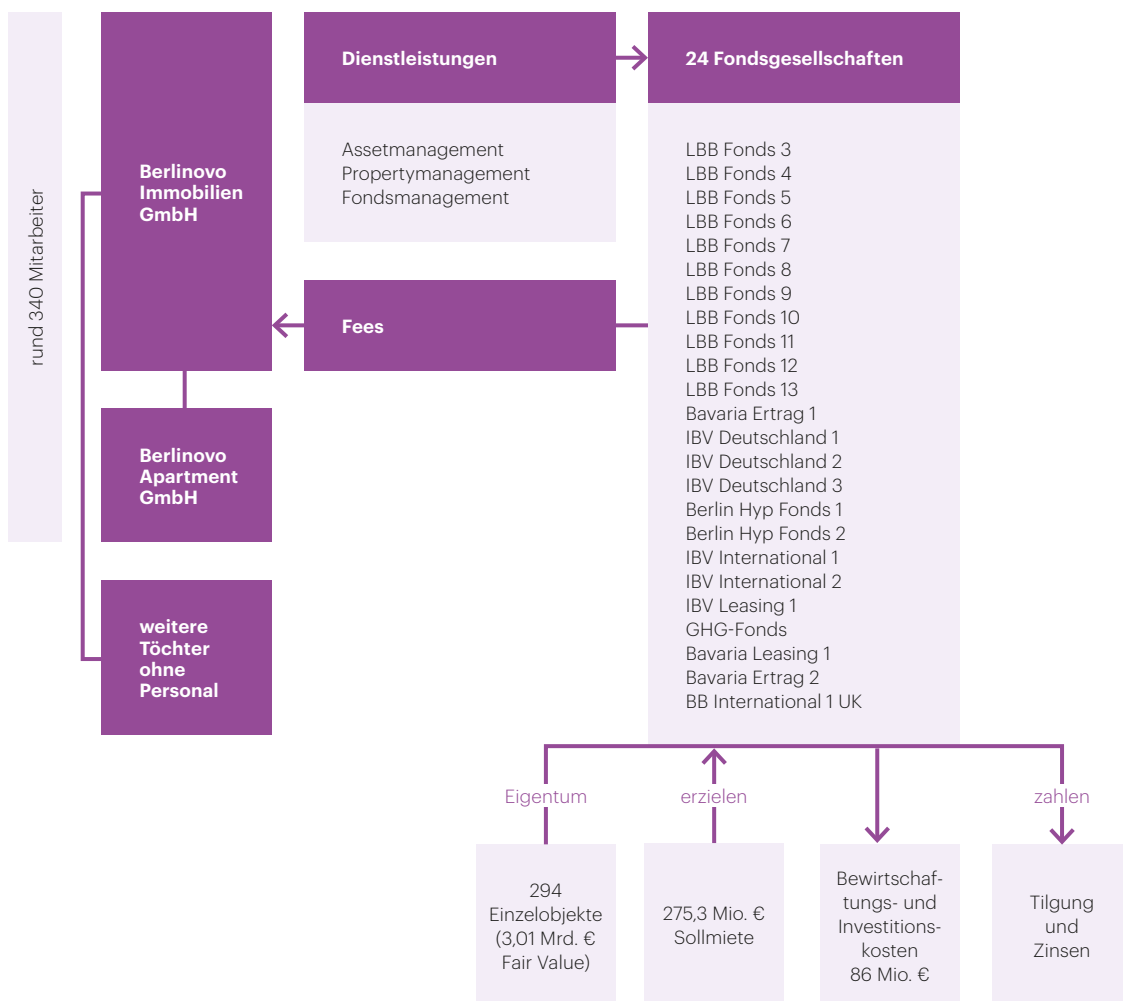 rund 340 Mitarbeiter
Berlinovo
Immobilien
GmbH
Berlinovo
Apartment
GmbH
weitere
Töchter
ohne
Personal
Dienstleistungen
Assetmanagement
Propertymanagement
Fondsmanagement
Fees
24 Fondsgesellschaften
LBB Fonds 3
LBB Fonds 4
LBB Fonds 5
LBB Fonds 6
LBB Fonds 7
LBB Fonds 8
LBB Fonds 9
LBB Fonds 10
LBB Fonds 11
LBB Fonds 12
LBB Fonds 13
Bavaria Ertrag 1
IBV Deutschland 1
IBV Deutschland 2
IBV Deutschland 3
Berlin Hyp Fonds 1
Berlin Hyp Fonds 2
IBV International 1
IBV International 2
IBV Leasing 1
GHG-Fonds
Bavaria Leasing 1
Bavaria Ertrag 2
BB International 1 UK
Eigentum
erzielen
zahlen
294
Einzelobjekte
(3,01 Mrd. €
Fair Value)
275,3 Mio. €
Sollmiete
Bewirtschaf-
tungs- und
Investitions-
kosten
86 Mio. €
Tilgung
und
Zinsen